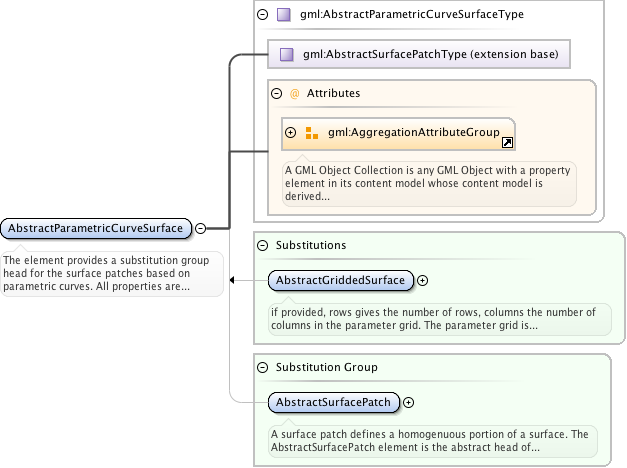 gml:AbstractParametricCurveSurfaceType
gml:AbstractSurfacePatchType (extension base)
@ Attributes
gml:AggregationAttributeGroup
A GML Object Collection is any GML Object with a property
element in its content model whose content model is
derived...
AbstractParametricCurveSurface
The element provides a substitution group
head for the surface patches based on
parametric curves. All properties are...
Substitutions
AbstractGriddedSurface
if provided, rows gives the number of rows, columns the number of
columns in the parameter grid. The parameter grid is...
Substitution Group
AbstractSurfacePatch
A surface patch defines a homogenuous portion of a surface. The
AbstractSurfacePatch element is the abstract head of...